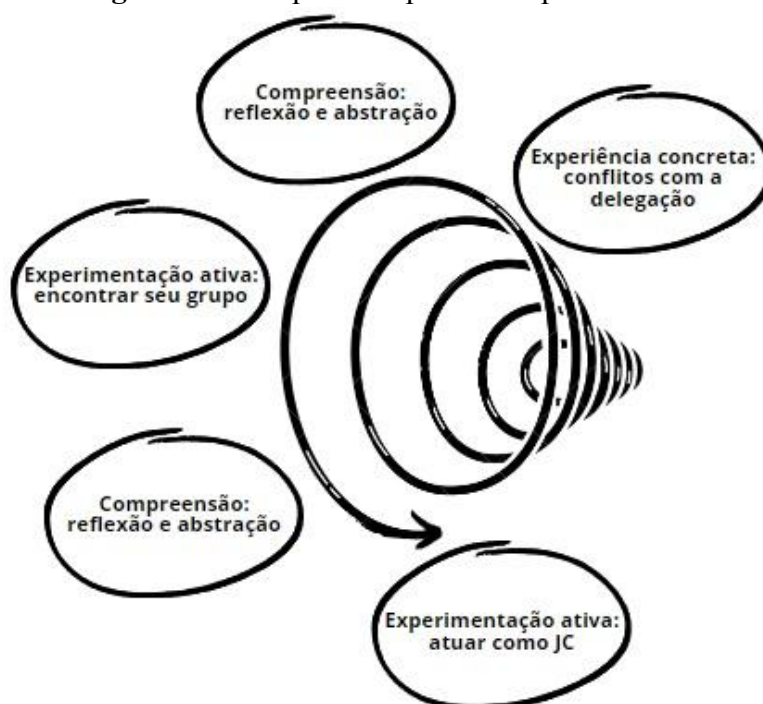 Compreensão:
reflexão e abstração
Experiência concreta:
conflitos com a
delegação
Experimentação ativa:
encontrar seu grupo
Compreensão:
reflexão e abstração
Experimentação ativa:
atuar como JC